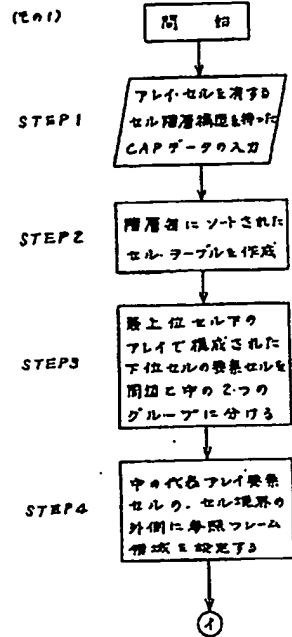 (その1)
開始
STEP1
アレイ・セルを有する
セル階層構造を持った
CAPデータの入力
STEP2
階層名にソートされた
セル・テーブルを作成
STEP3
最上位セル下の
アレイで構成された
下位セルの要素セルを
周辺と中の2つの
グループに分ける
STEP4
中の代表アレイ要素
セルの、セル境界の
外側に参照フレーム
領域を設定する
イ